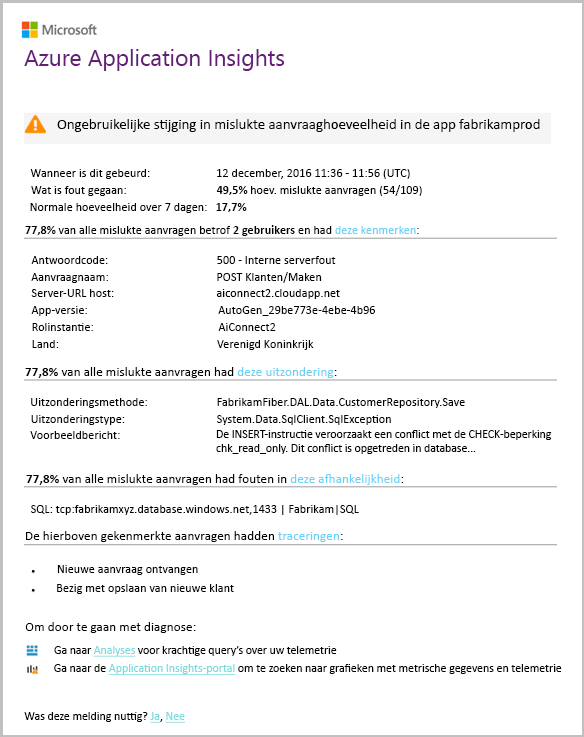 Microsoft
Azure Application Insights
Ongebruikelijke stijging in mislukte aanvraaghoeveelheid in de app fabrikamprod
Wanneer is dit gebeurd: 12 december, 2016 11:36 - 11:56 (UTC)
Wat is fout gegaan: 49,5% hoev. mislukte aanvragen (54/109)
Normale hoeveelheid over 7 dagen: 17,7%
77,8% van alle mislukte aanvragen betrof 2 gebruikers en had deze kenmerken:
Antwoordcode: 500 - Interne serverfout
Aanvraagnaam: POST Klanten/Maken
Server-URL host: aiconnect2.cloudapp.net
App-versie: AutoGen_29be773e-4ebe-4b96
Rolinstantie: AiConnect2
Land: Verenigd Koninkrijk
77,8% van alle mislukte aanvragen had deze uitzondering:
Uitzonderingsmethode: FabrikamFiber.DAL.Data.CustomerRepository.Save
Uitzonderingstype: System.Data.SqlClient.SqlException
Voorbeeldbericht: De INSERT-instructie veroorzaakt een conflict met de CHECK-beperking
chk_read_only. Dit conflict is opgetreden in database...
77,8% van alle mislukte aanvragen had fouten in deze afhankelijkheid:
SQL: tcp:fabrikamxyz.database.windows.net,1433 | Fabrikam|SQL
De hierboven gekenmerkte aanvragen hadden traceringen:
• Nieuwe aanvraag ontvangen
• Bezig met opslaan van nieuwe klant
Om door te gaan met diagnose:
Ga naar Analyses voor krachtige query's over uw telemetrie
Ga naar de Application Insights-portal om te zoeken naar grafieken met metrische gegevens en telemetrie
Was deze melding nuttig? Ja, Nee